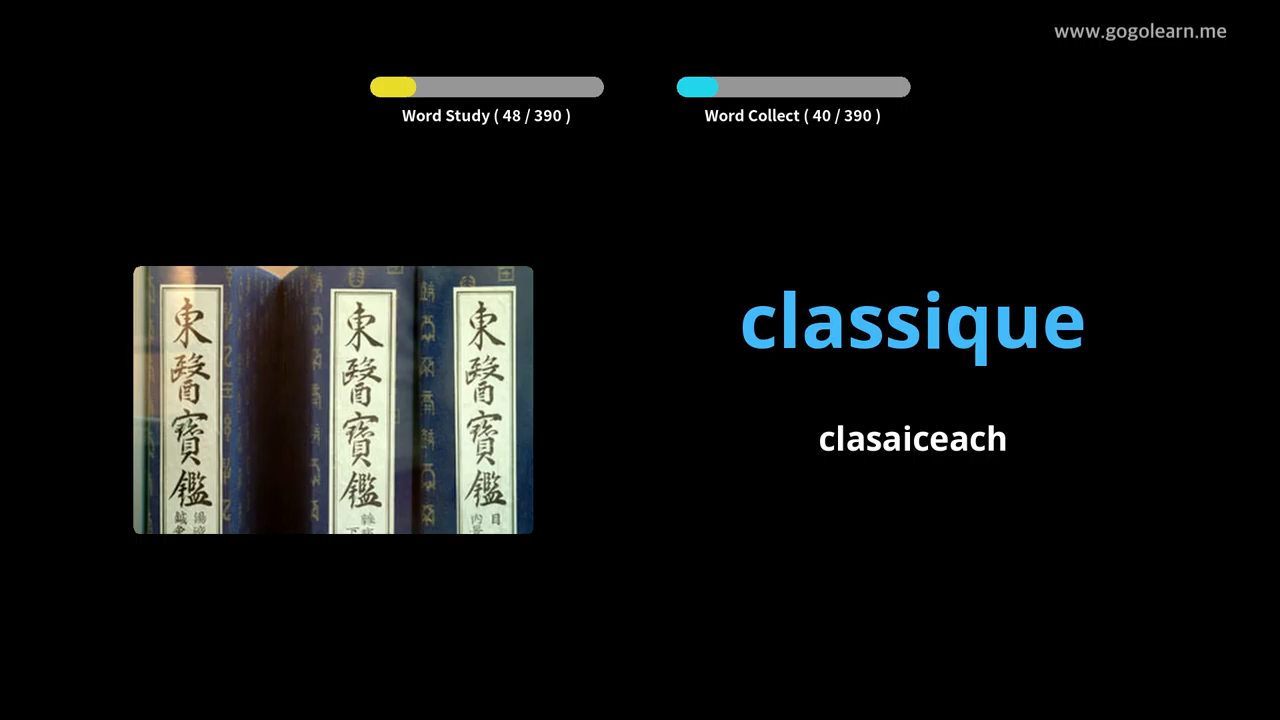 www.gogolearn.me
Word Study ( 48 / 390 )
Word Collect ( 40 / 390 )
東醫寶鑑
東醫寶鑑
東醫寶鑑
classique
clasaiceach